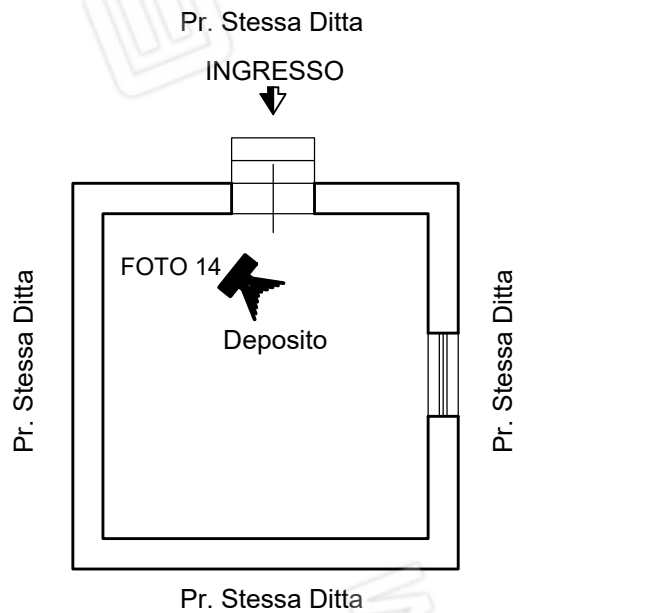 Pr. Stessa Ditta
INGRESSO
FOTO 14
Deposito
Pr. Stessa Ditta
Pr. Stessa Ditta
Pr. Stessa Ditta